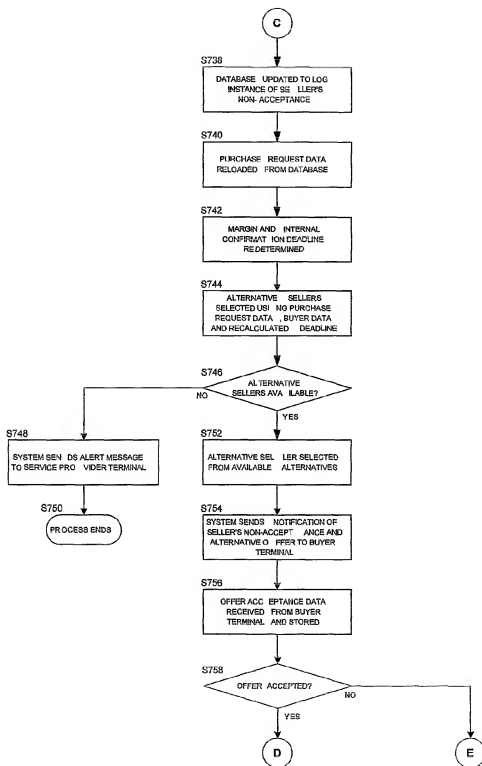 C
S738
DATABASE UPDATED TO LOG
INSTANCE OF SE LLER'S
NON- ACCEPTANCE
S740
PURCHASE REQUEST DATA
RELOADED FROM DATABASE
S742
MARGIN AND INTERNAL
CONFIRMAT ION DEADLINE
RE DETERMINED
S744
ALTERNATIVE SELLERS
SELECTED USI NG PURCHASE
REQUEST DATA , BUYER DATA
AND RECALCULATED DEADLINE
S746
ALTERNATIVE
SELLERS AVA ILABLE?
NO
YES
S748
SYSTEM SEN DS ALERT MESSAGE
TO SERVICE PRO VIDER TERMINAL
S750
PROCESS ENDS
S752
ALTERNATIVE SEL LER SELECTED
FROM AVAILABLE ALTERNATIVES
S754
SYSTEM SENDS NOTIFICATION OF
SELLER'S NON-ACCEPT ANCE AND
ALTERNATIVE O FFER TO BUYER
TERMINAL
S756
OFFER ACC EPTANCE DATA
RECEIVED FROM BUYER
TERMINAL AND STORED
S758
OFFER ACCEPTED?
NO
YES
D
E